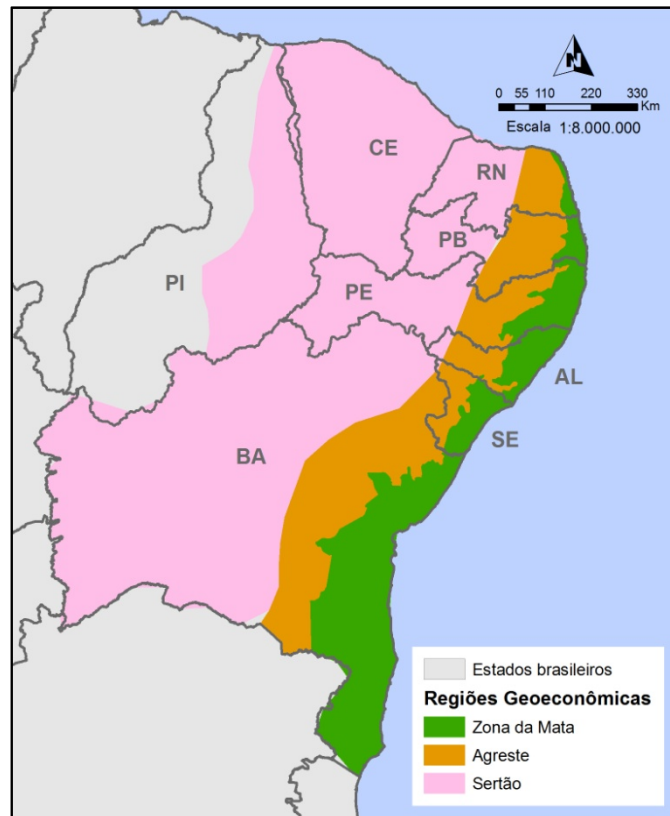 N
0 55 110 220 330
Km
Escala 1:8.000.000
CE
RN
PB
PI
PE
AL
SE
BA
Estados brasileiros
Regiões Geoeconômicas
Zona da Mata
Agreste
Sertão